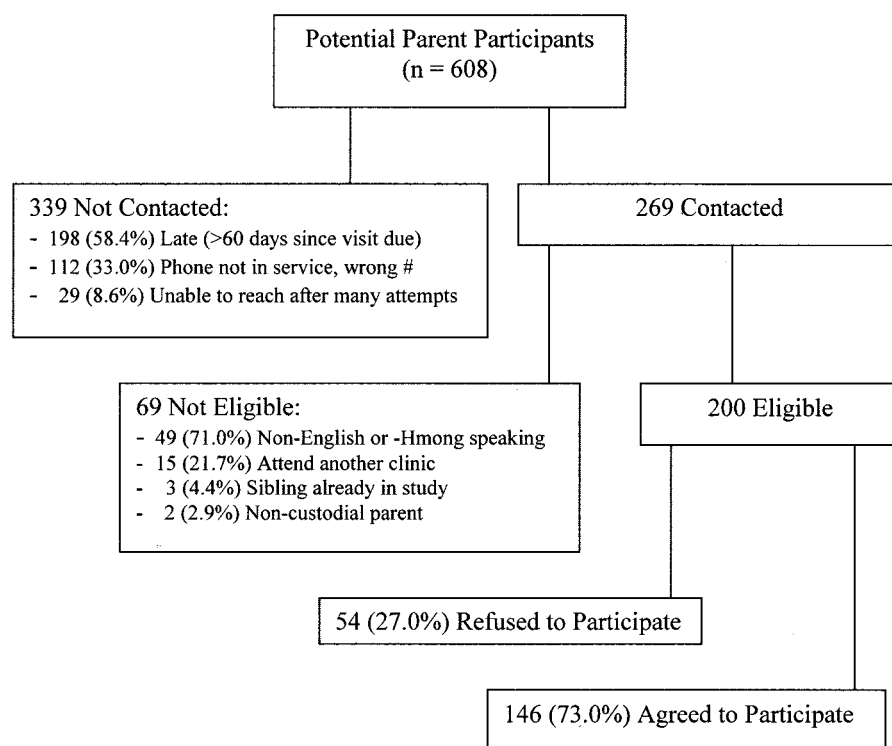 Potential Parent Participants
(n = 608)
339 Not Contacted:
- 198 (58.4%) Late (>60 days since visit due)
- 112 (33.0%) Phone not in service, wrong #
- 29 (8.6%) Unable to reach after many attempts
269 Contacted
69 Not Eligible:
- 49 (71.0%) Non-English or -Hmong speaking
- 15 (21.7%) Attend another clinic
- 3 (4.4%) Sibling already in study
- 2 (2.9%) Non-custodial parent
200 Eligible
54 (27.0%) Refused to Participate
146 (73.0%) Agreed to Participate